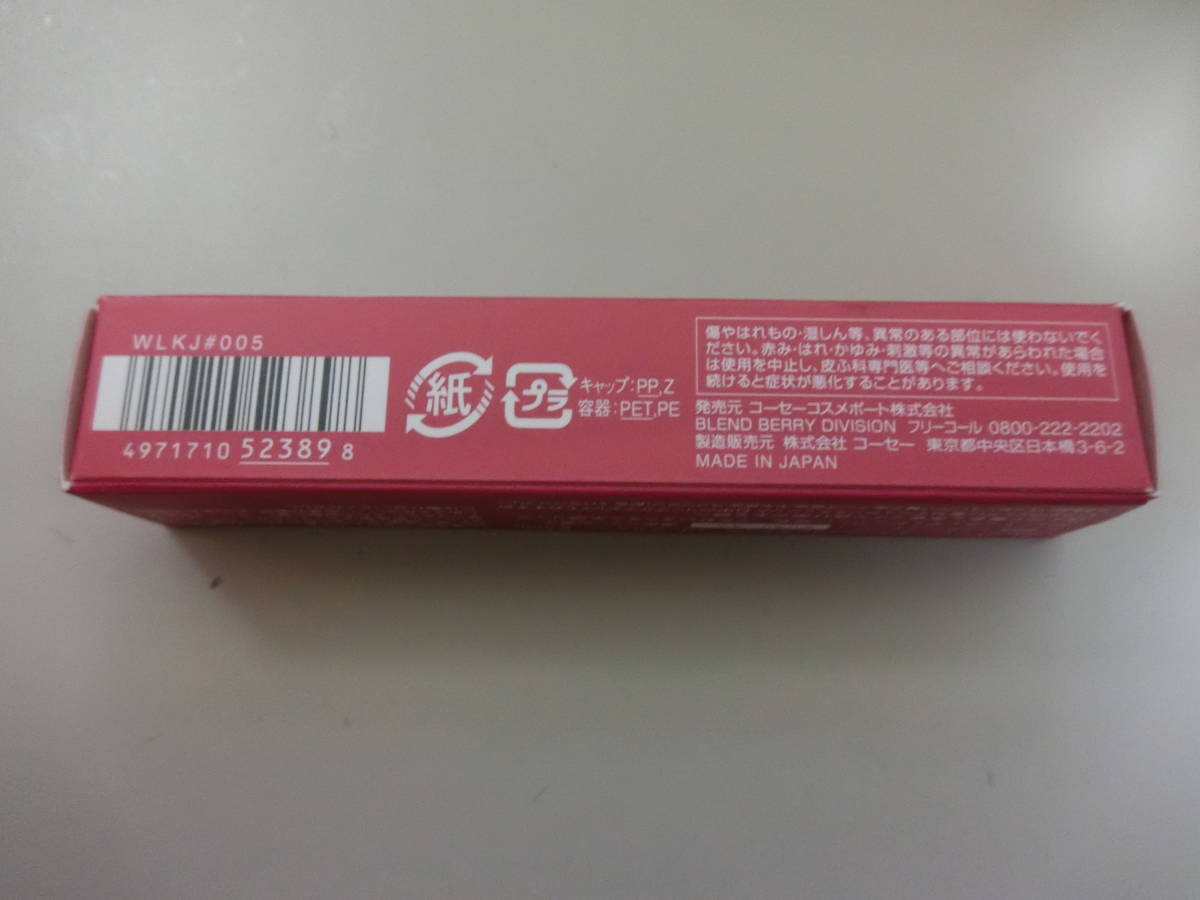 WLKJ#005
4971710 52389 8
紙
プラ
キャップ:PP,Z
容器:PET,PE
傷やはれもの・湿しん等、異常のある部位には使わないでく
ださい。赤み・はれ・かゆみ・刺激等の異常があらわれた場合
は使用を中止し、皮ふ科専門医等へご相談ください。使用を
続けると症状が悪化することがあります。
発売元 コーセーコスメポート株式会社
BLEND BERRY DIVISION フリーコール 0800-222-2202
製造販売元 株式会社 コーセー 東京都中央区日本橋3-6-2
MADE IN JAPAN